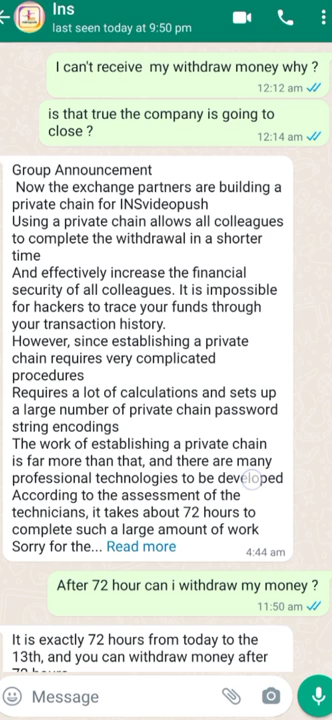 Ins
last seen today at 9:50 pm
I can't receive my withdraw money why ?
12:12 am
is that true the company is going to
close ?
12:14 am
Group Announcement
Now the exchange partners are building a
private chain for INSvideopush
Using a private chain allows all colleagues
to complete the withdrawal in a shorter
time
And effectively increase the financial
security of all colleagues. It is impossible
for hackers to trace your funds through
your transaction history.
However, since establishing a private
chain requires very complicated
procedures
Requires a lot of calculations and sets up
a large number of private chain password
string encodings
The work of establishing a private chain
is far more than that, and there are many
professional technologies to be developed
According to the assessment of the
technicians, it takes about 72 hours to
complete such a large amount of work
Sorry for the... Read more
4:44 am
After 72 hour can i withdraw my money ?
11:50 am
It is exactly 72 hours from today to the
13th, and you can withdraw money after
Message